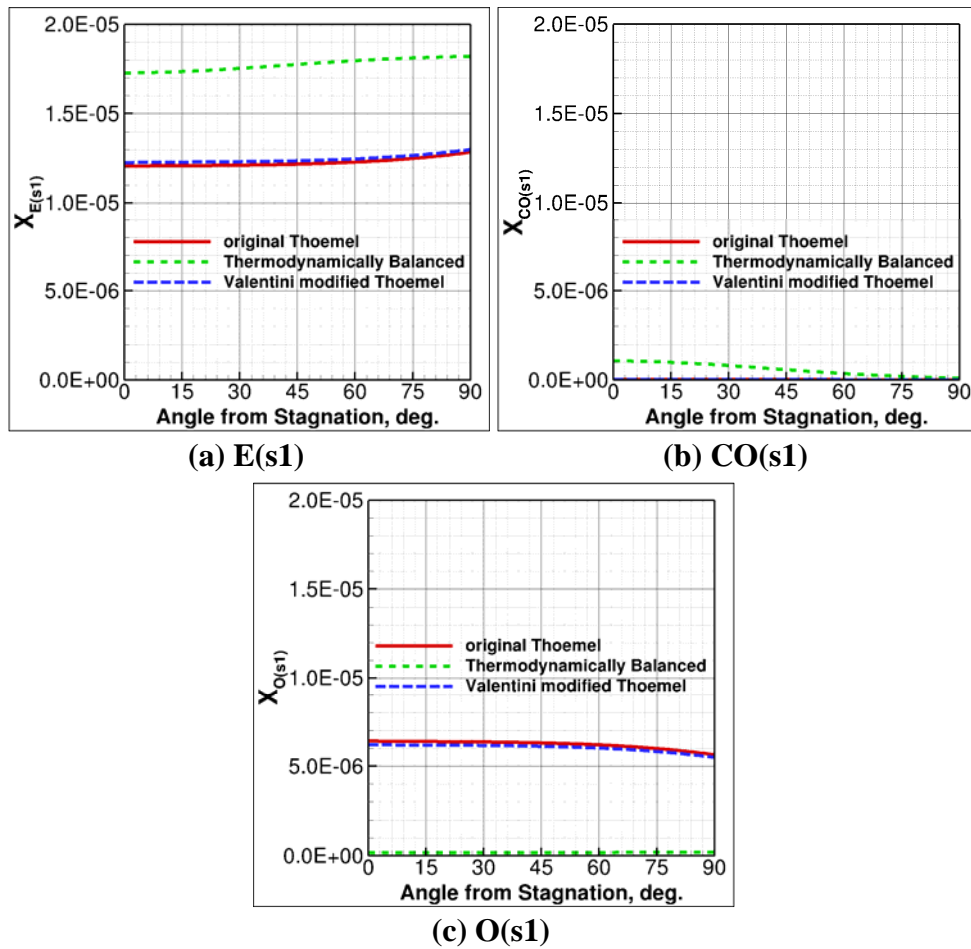 2.0E-05
1.5E-05
1.0E-05
5.0E-06
0.0E+00
X_E(s1)
original Thoemel
Thermodynamically Balanced
Valentini modified Thoemel
0 15 30 45 60 75 90
Angle from Stagnation, deg.
(a) E(s1)
2.0E-05
1.5E-05
1.0E-05
5.0E-06
0.0E+00
X_CO(s1)
original Thoemel
Thermodynamically Balanced
Valentini modified Thoemel
0 15 30 45 60 75 90
Angle from Stagnation, deg.
(b) CO(s1)
2.0E-05
1.5E-05
1.0E-05
5.0E-06
0.0E+00
X_O(s1)
original Thoemel
Thermodynamically Balanced
Valentini modified Thoemel
0 15 30 45 60 75 90
Angle from Stagnation, deg.
(c) O(s1)